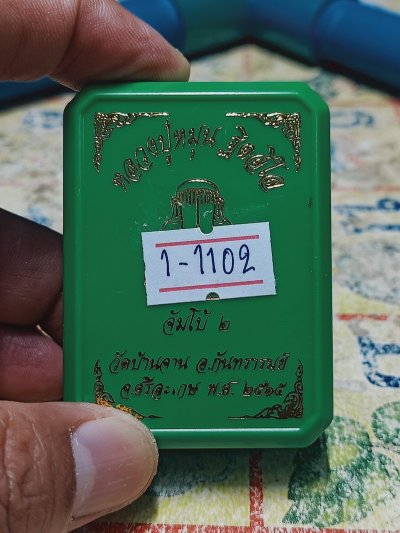 หลวงปู่หมุน ฐิตสีโล
1-1102
จัมโบ้ ๒
วัดบ้านจาน อ.กันทรารมย์
จ.ศรีสะเกษ พ.ศ. ๒๕๖๕